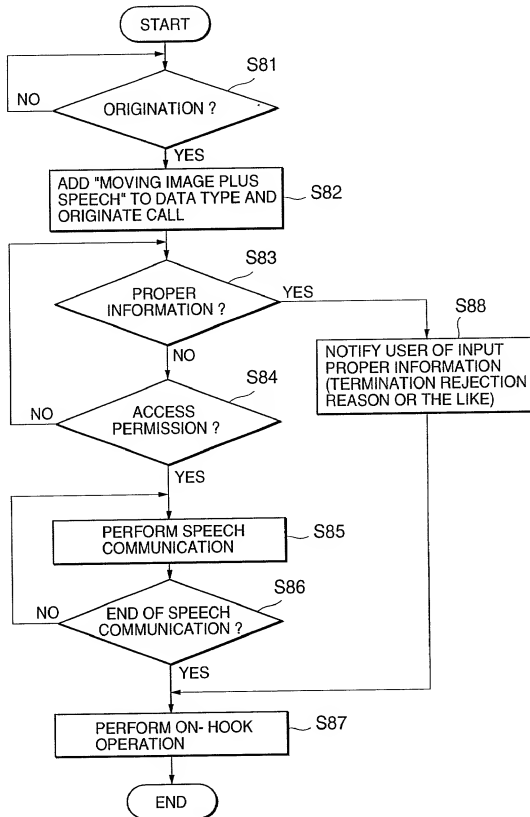 START
S81
NO
ORIGINATION ?
YES
ADD "MOVING IMAGE PLUS
SPEECH" TO DATA TYPE AND
ORIGINATE CALL
S82
S83
PROPER
INFORMATION ?
YES
S88
NO
NOTIFY USER OF INPUT
PROPER INFORMATION
(TERMINATION REJECTION
REASON OR THE LIKE)
S84
NO
ACCESS
PERMISSION ?
YES
PERFORM SPEECH
COMMUNICATION
S85
S86
NO
END OF SPEECH
COMMUNICATION ?
YES
PERFORM ON- HOOK
OPERATION
S87
END